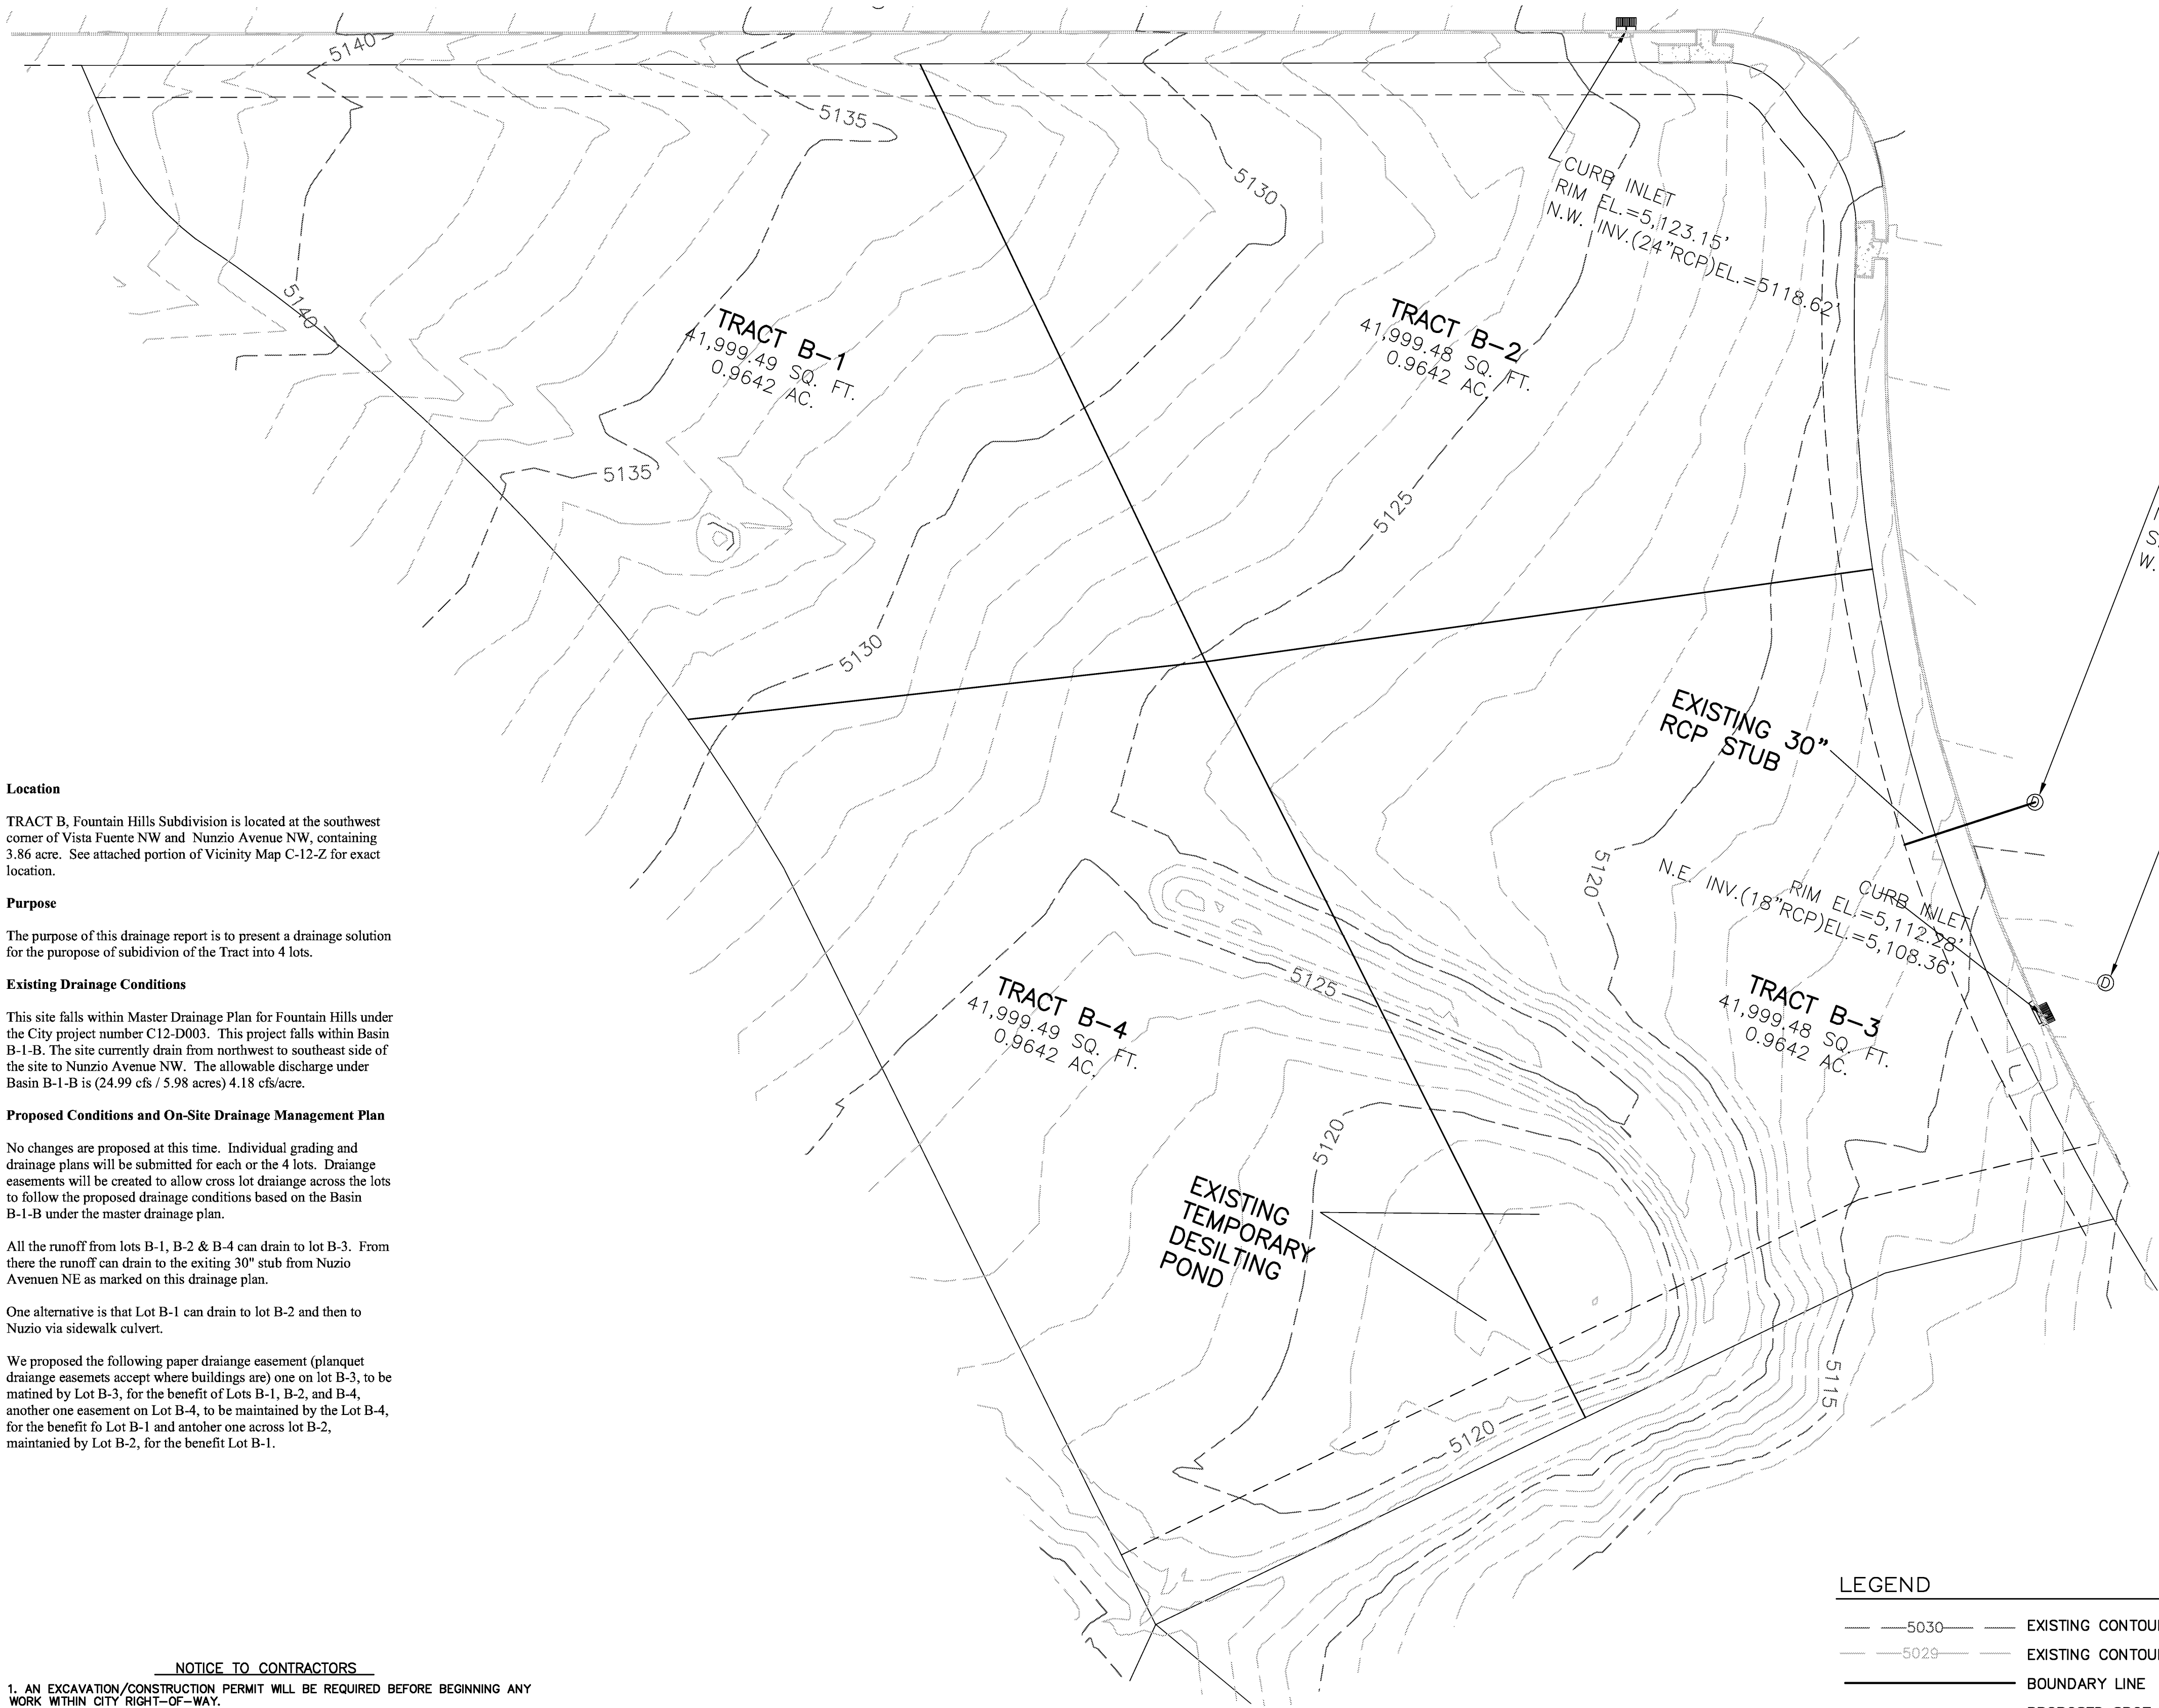 5140
5135
5130
CURB INLET
RIM EL.=5,123.15'
N.W. INV.(24"RCP)EL.=5118.62'
5140
TRACT B-1
41,999.49 SQ. FT.
0.9642 AC.
TRACT B-2
41,999.48 SQ. FT.
0.9642 AC.
5135
5125
S.
W.
5130
EXISTING 30"
RCP STUB
D
5120
CURB INLET
RIM EL.=5,112.28'
N.E. INV.(18"RCP)EL.=5,108.36'
D
5125
TRACT B-4
41,999.49 SQ. FT.
0.9642 AC.
TRACT B-3
41,999.48 SQ. FT.
0.9642 AC.
5120
EXISTING
TEMPORARY
DESILTING
POND
5115
5120
Location
TRACT B, Fountain Hills Subdivision is located at the southwest
corner of Vista Fuente NW and Nunzio Avenue NW, containing
3.86 acre. See attached portion of Vicinity Map C-12-Z for exact
location.
Purpose
The purpose of this drainage report is to present a drainage solution
for the puropose of subidivion of the Tract into 4 lots.
Existing Drainage Conditions
This site falls within Master Drainage Plan for Fountain Hills under
the City project number C12-D003. This project falls within Basin
B-1-B. The site currently drain from northwest to southeast side of
the site to Nunzio Avenue NW. The allowable discharge under
Basin B-1-B is (24.99 cfs / 5.98 acres) 4.18 cfs/acre.
Proposed Conditions and On-Site Drainage Management Plan
No changes are proposed at this time. Individual grading and
drainage plans will be submitted for each or the 4 lots. Draiange
easements will be created to allow cross lot draiange across the lots
to follow the proposed drainage conditions based on the Basin
B-1-B under the master drainage plan.
All the runoff from lots B-1, B-2 & B-4 can drain to lot B-3. From
there the runoff can drain to the exiting 30" stub from Nuzio
Avenuen NE as marked on this drainage plan.
One alternative is that Lot B-1 can drain to lot B-2 and then to
Nuzio via sidewalk culvert.
We proposed the following paper draiange easement (planquet
draiange easemets accept where buildings are) one on lot B-3, to be
matined by Lot B-3, for the benefit of Lots B-1, B-2, and B-4,
another one easement on Lot B-4, to be maintained by the Lot B-4,
for the benefit fo Lot B-1 and antoher one across lot B-2,
maintanied by Lot B-2, for the benefit Lot B-1.
NOTICE TO CONTRACTORS
1. AN EXCAVATION/CONSTRUCTION PERMIT WILL BE REQUIRED BEFORE BEGINNING ANY
WORK WITHIN CITY RIGHT-OF-WAY.
LEGEND
5030 EXISTING CONTOU
5029 EXISTING CONTOU
BOUNDARY LINE